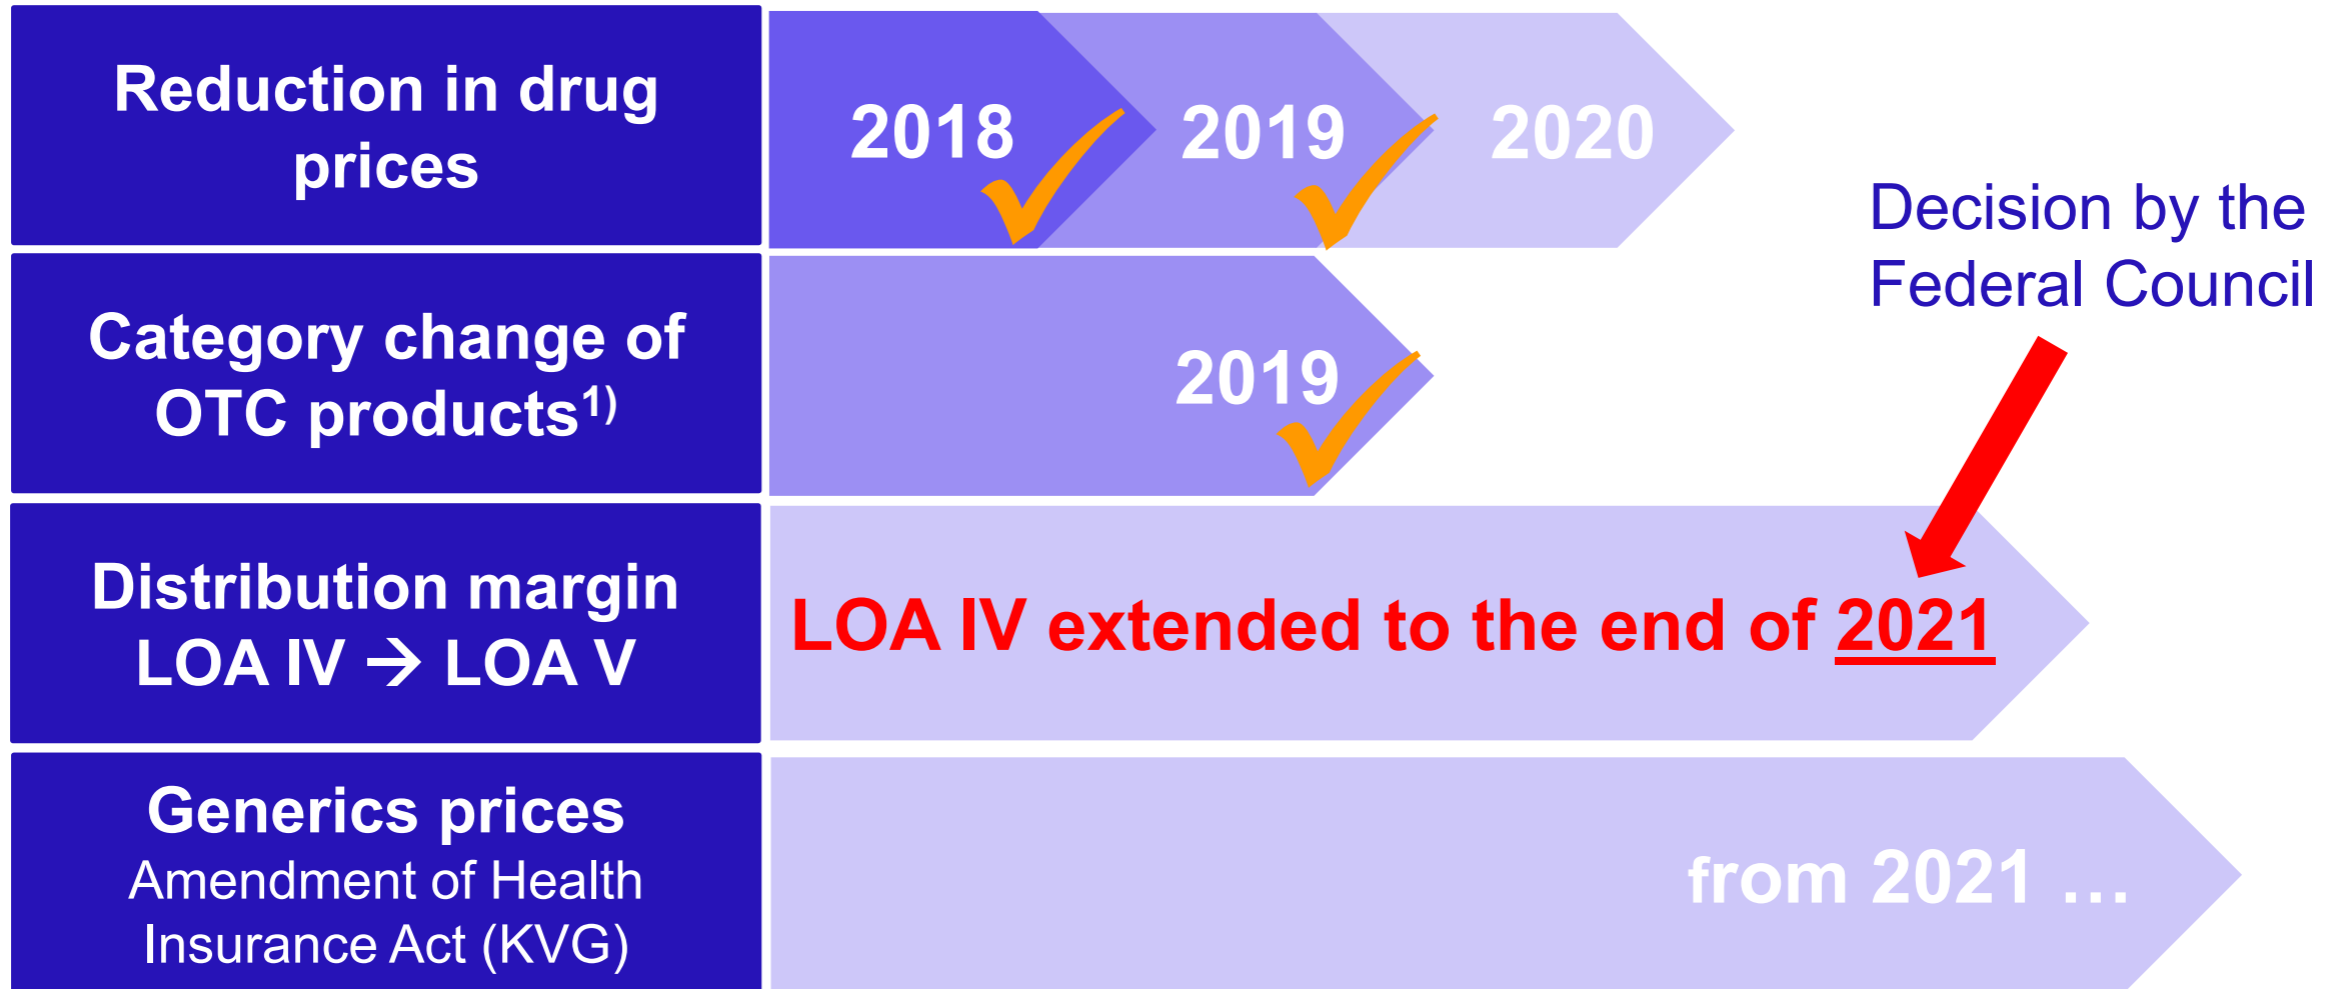 Reduction in drug
prices
2018
2019
2020
Decision by the
Federal Council
Category change of
OTC products¹⁾
2019
Distribution margin
LOA IV → LOA V
LOA IV extended to the end of 2021
Generics prices
Amendment of Health
Insurance Act (KVG)
from 2021 …